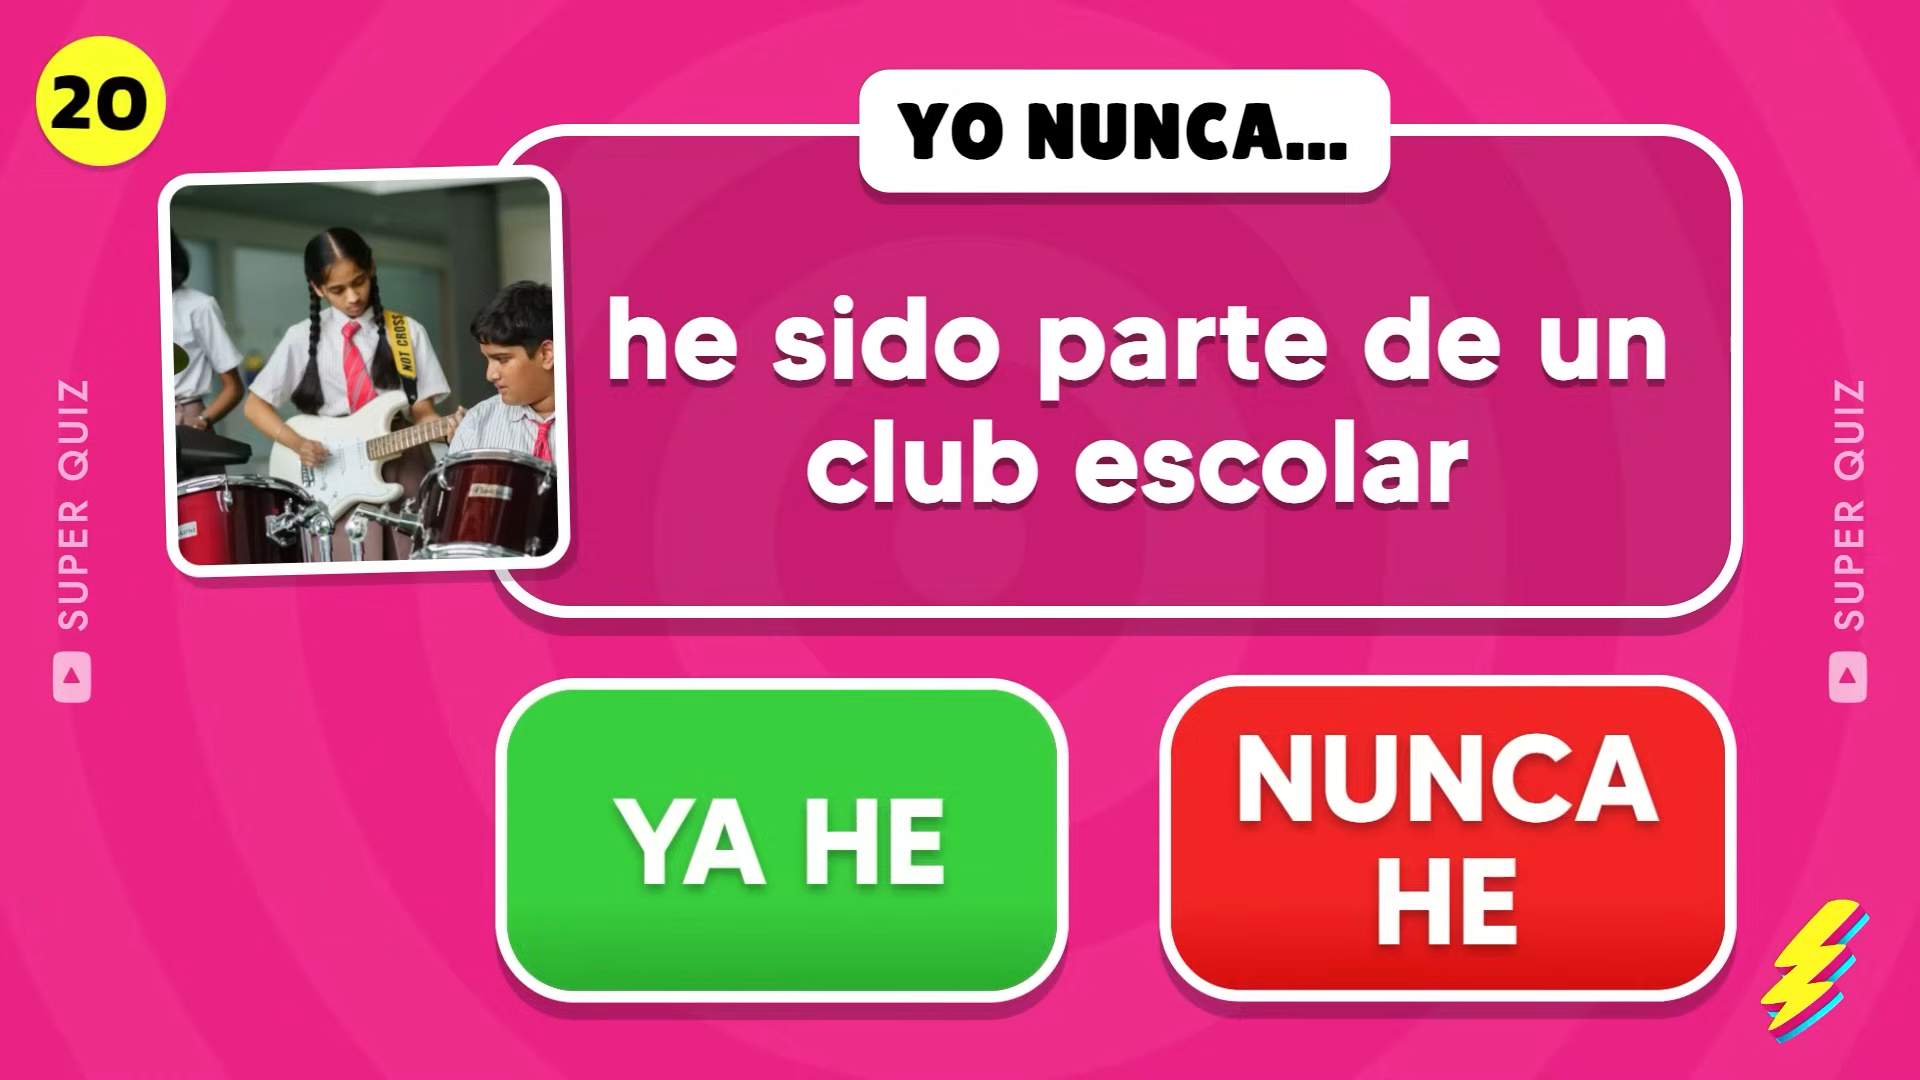 20
YO NUNCA...
NOT CROSS
he sido parte de un
club escolar
SUPER QUIZ
SUPER QUIZ
YA HE
NUNCA
HE